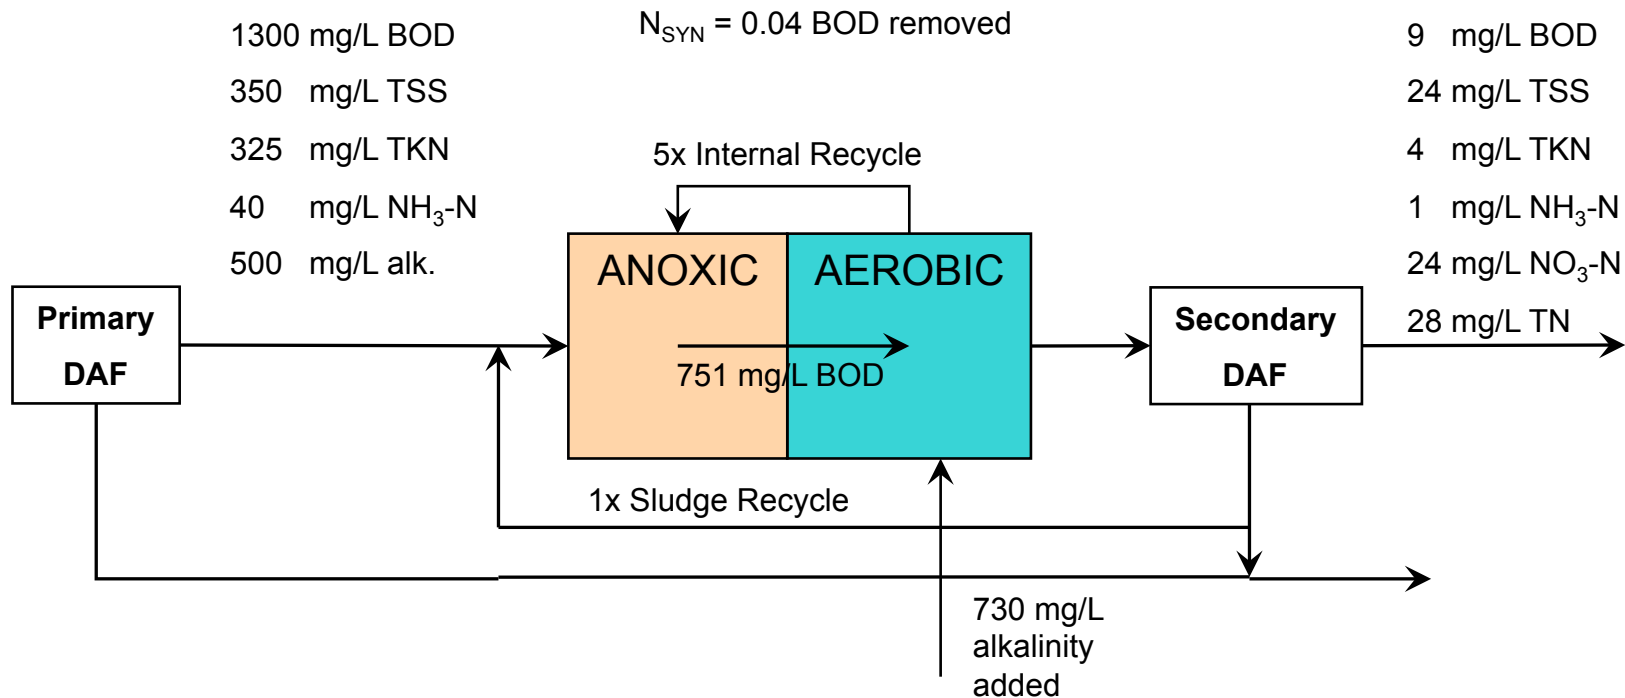 N_SYN = 0.04 BOD removed
1300 mg/L BOD
350 mg/L TSS
325 mg/L TKN
40 mg/L NH₃-N
500 mg/L alk.
9 mg/L BOD
24 mg/L TSS
4 mg/L TKN
1 mg/L NH₃-N
24 mg/L NO₃-N
28 mg/L TN
5x Internal Recycle
ANOXIC
AEROBIC
751 mg/L BOD
Primary
DAF
Secondary
DAF
1x Sludge Recycle
730 mg/L
alkalinity
added